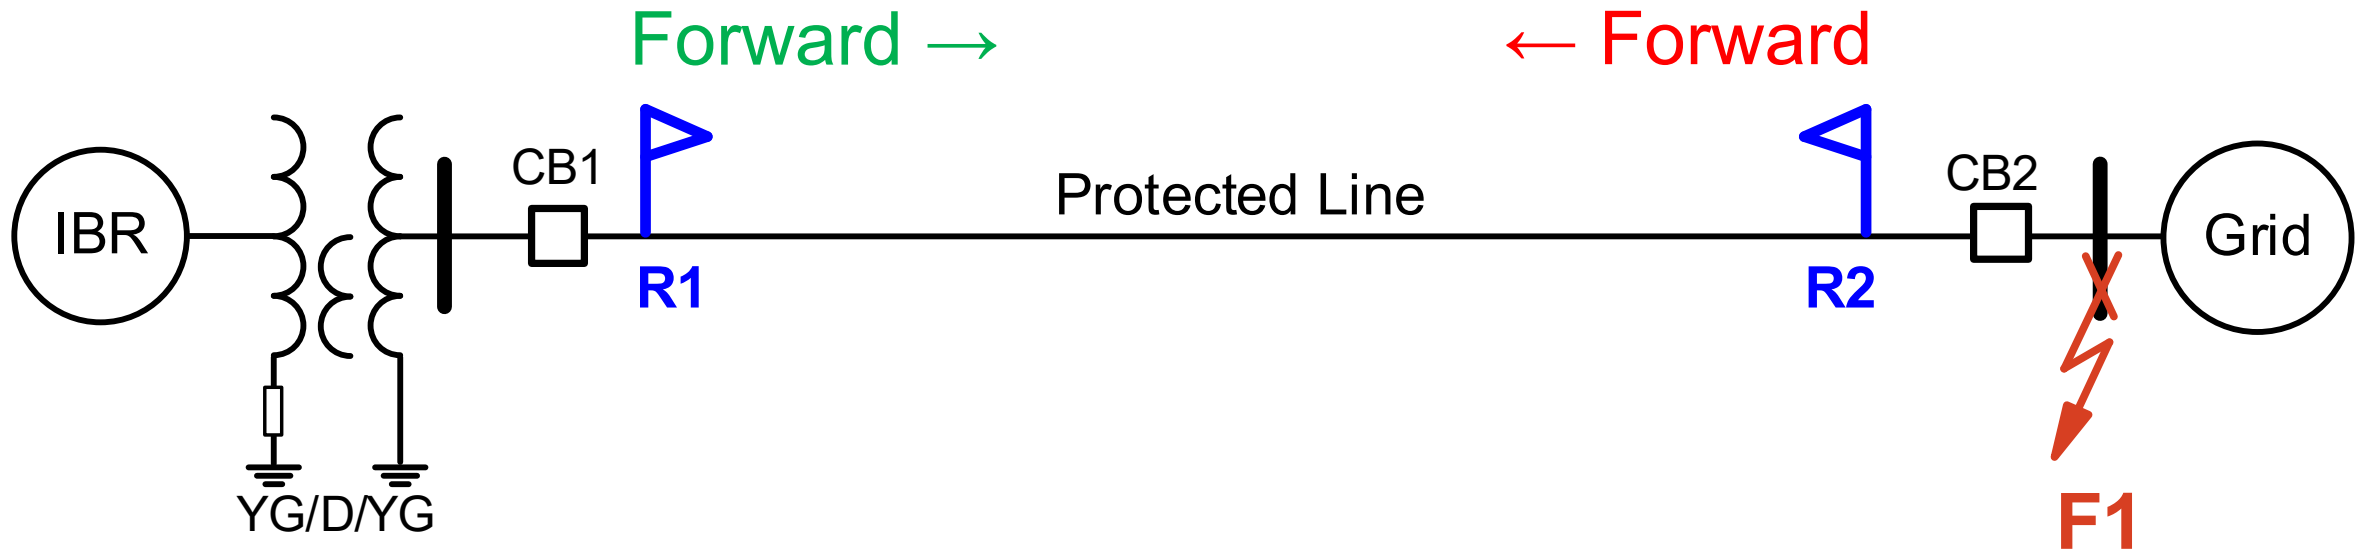 Forward → ← Forward
CB1
CB2
Protected Line
IBR
Grid
R1
R2
YG/D/YG
F1